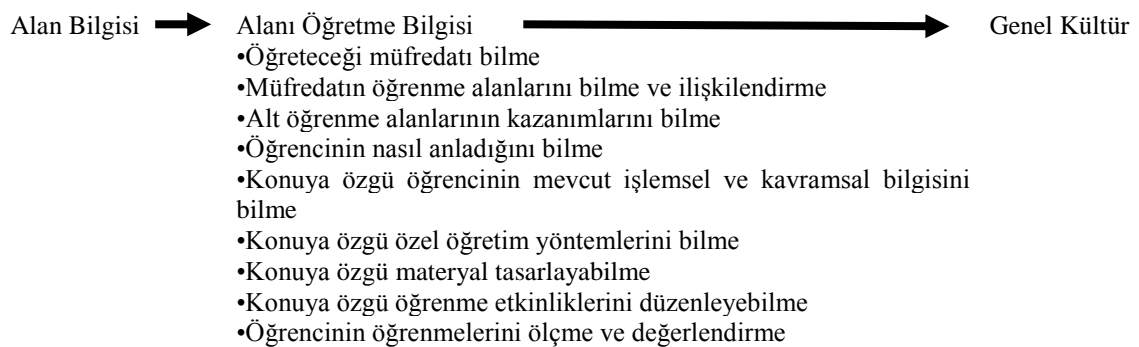 Alan Bilgisi Alanı Öğretme Bilgisi Genel Kültür
•Öğreteceği müfredatı bilme
•Müfredatın öğrenme alanlarını bilme ve ilişkilendirme
•Alt öğrenme alanlarının kazanımlarını bilme
•Öğrencinin nasıl anladığını bilme
•Konuya özgü öğrencinin mevcut işlemsel ve kavramsal bilgisini
bilme
•Konuya özgü özel öğretim yöntemlerini bilme
•Konuya özgü materyal tasarlayabilme
•Konuya özgü öğrenme etkinliklerini düzenleyebilme
•Öğrencinin öğrenmelerini ölçme ve değerlendirme